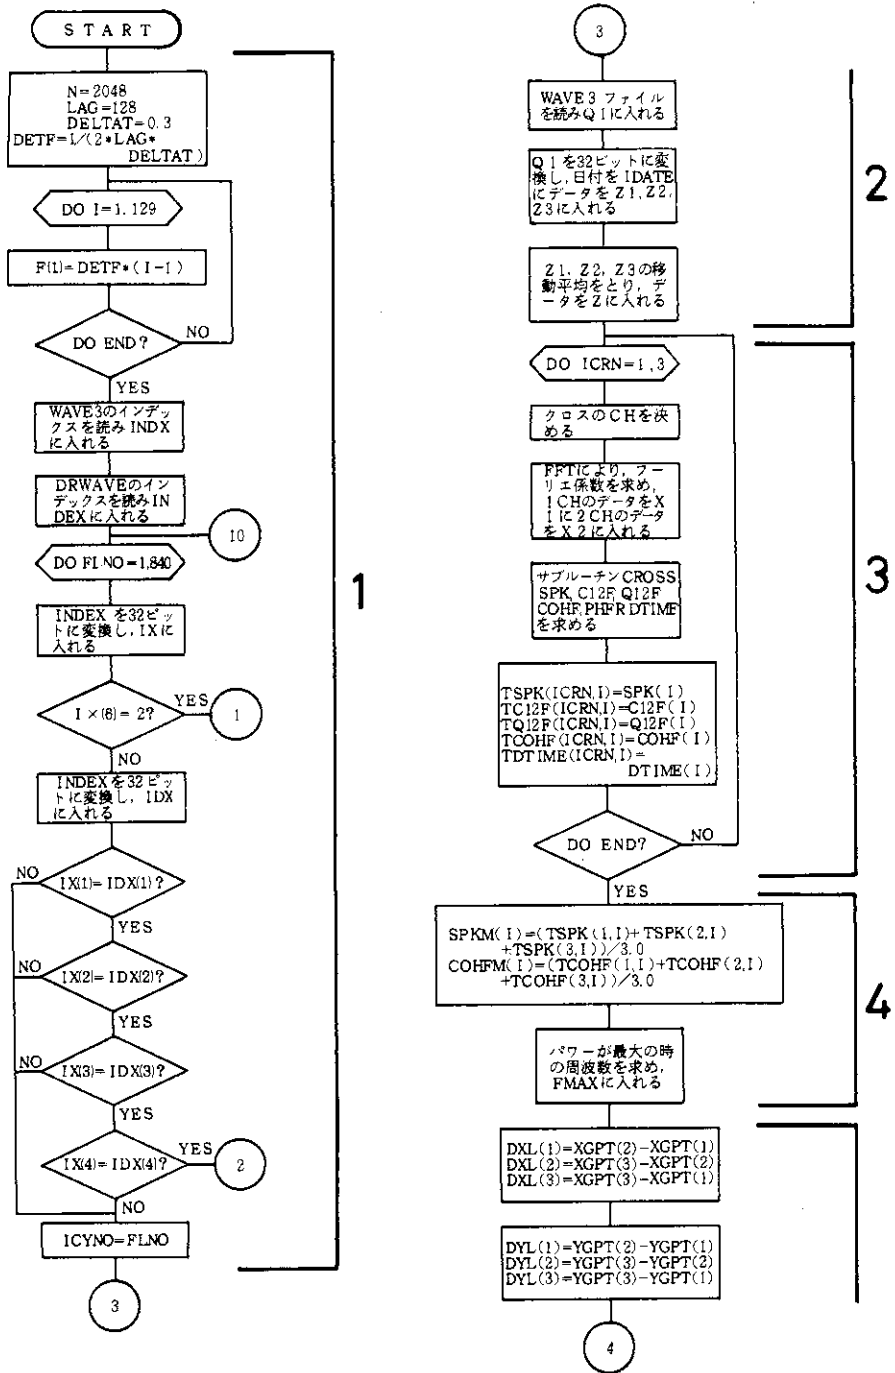 START
N=2048
LAG=128
DELTAT=0.3
DETF=1/(2*LAG*
DELTAT)
DO I=1,129
F(1)=DETF*(I-1)
DO END?
NO
YES
WAVE3のインデッ
クスを読みINDX
に入れる
DRWAVEのイン
デックスを読みIN
DEXに入れる
10
DO FLNO=1,840
INDEXを32ビッ
トに変換し,IXに
入れる
I×(6)=2?
YES
1
NO
INDEXを32ビッ
トに変換し,IDX
に入れる
NO
IX(1)=IDX(1)?
YES
NO
IX(2)=IDX(2)?
YES
NO
IX(3)=IDX(3)?
YES
IX(4)=IDX(4)?
YES
2
NO
ICYNO=FLNO
3
1
3
WAVE3ファイル
を読みQ1に入れる
Q1を32ビットに変
換し,日付をIDATE
にデータをZ1,Z2,
Z3に入れる
Z1,Z2,Z3の移
動平均をとり,デー
タをZに入れる
2
DO ICRN=1,3
クロスのCHを決
める
FFTにより,フー
リエ係数を求め,
1CHのデータをX
1に2CHのデータ
をX2に入れる
サブルーチンCROSS
SPK,C12F,Q12F
COHF,PHFR DTIME
を求める
TSPK(ICRN,I)=SPK(I)
TC12F(ICRN,I)=C12F(I)
TQ12F(ICRN,I)=Q12F(I)
TCOHF(ICRN,I)=COHF(I)
TDTIME(ICRN,I)=
DTIME(I)
DO END?
NO
YES
3
SPKM(I)=(TSPK(1,I)+TSPK(2,I)
+TSPK(3,I))/3.0
COHFM(I)=(TCOHF(1,I)+TCOHF(2,I)
+TCOHF(3,I))/3.0
パワーが最大の時
の周波数を求め,
FMAXに入れる
4
DXL(1)=XGPT(2)-XGPT(1)
DXL(2)=XGPT(3)-XGPT(2)
DXL(3)=XGPT(3)-XGPT(1)
DYL(1)=YGPT(2)-YGPT(1)
DYL(2)=YGPT(3)-YGPT(2)
DYL(3)=YGPT(3)-YGPT(1)
4